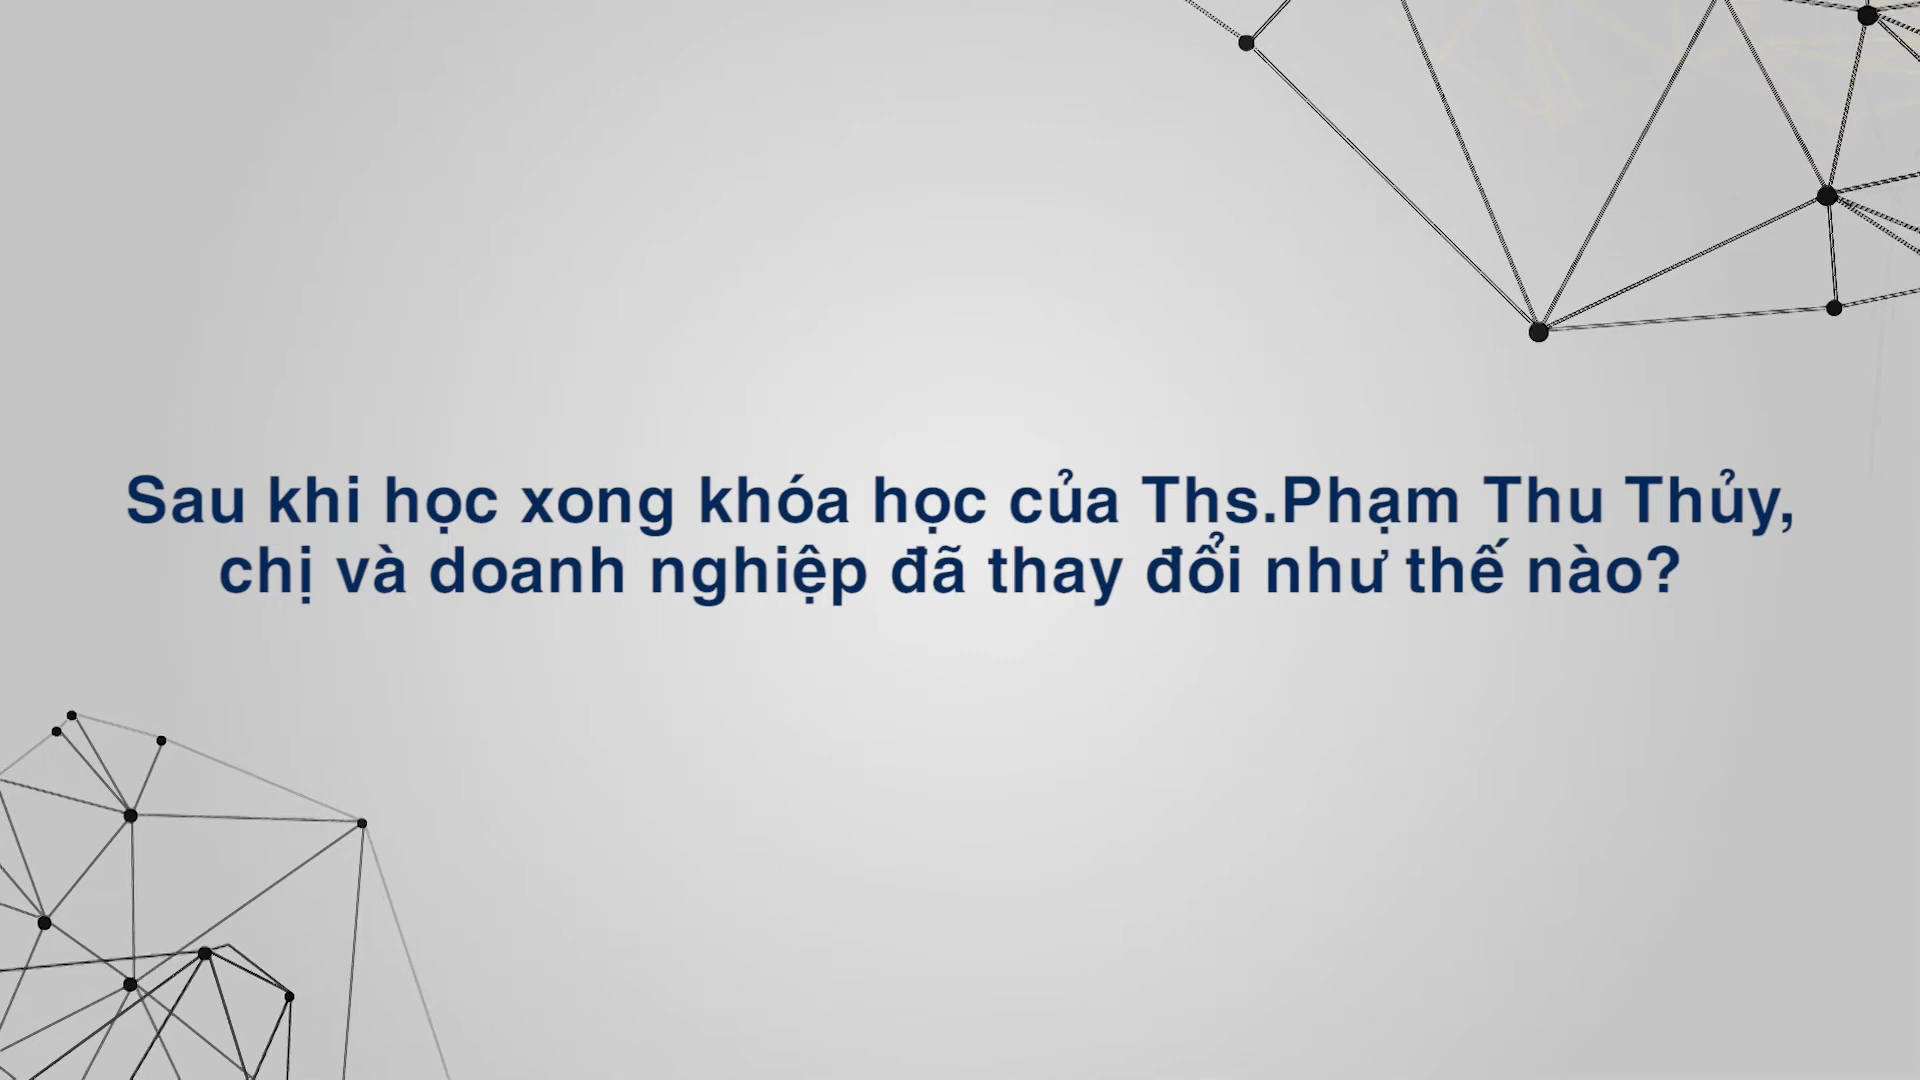 Sau khi học xong khóa học của Ths.Phạm Thu Thủy,
chị và doanh nghiệp đã thay đổi như thế nào?